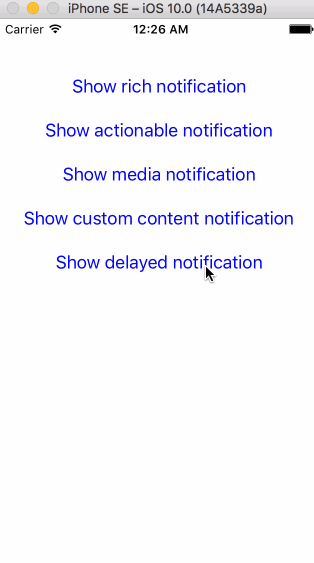 iPhone SE – iOS 10.0 (14A5339a)
Carrier 12:26 AM
Show rich notification
Show actionable notification
Show media notification
Show custom content notification
Show delayed notification